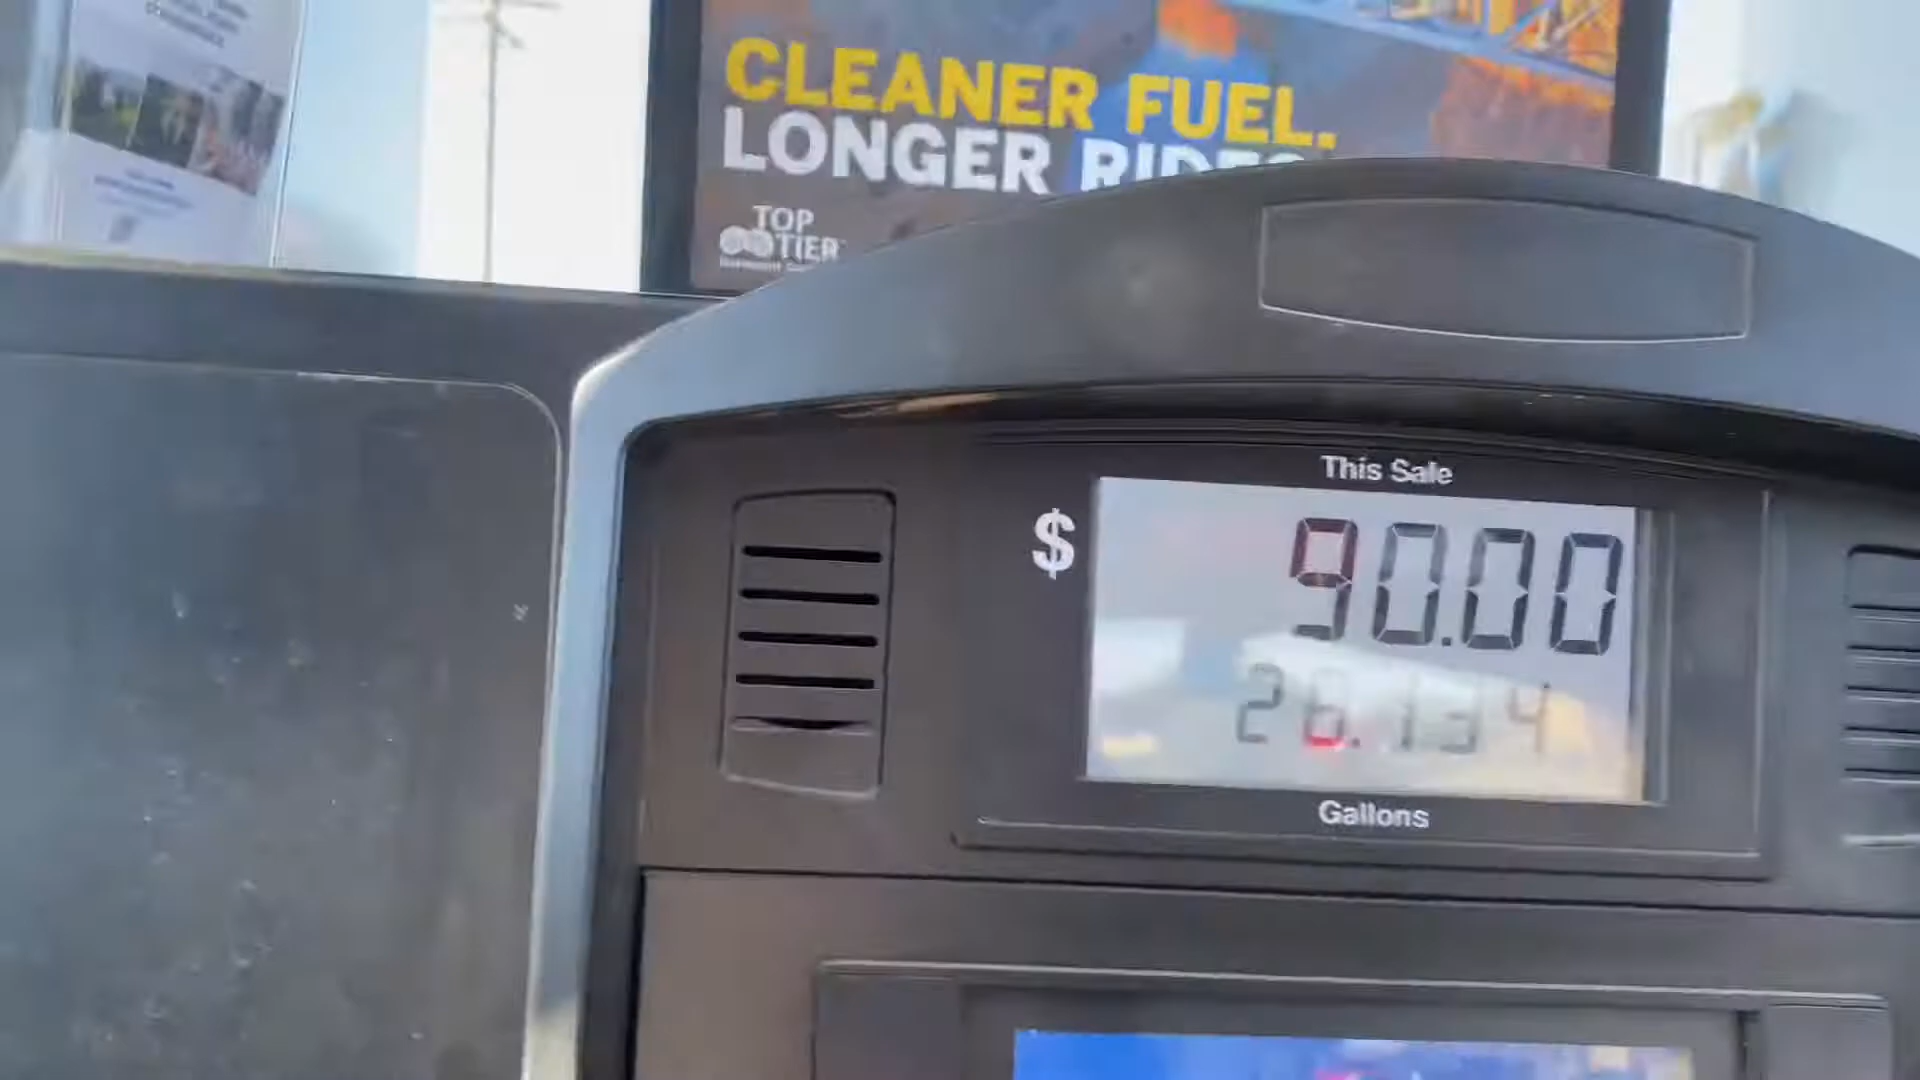 CLEANER FUEL.
LONGER RIDES
TOP
TIER
This Sale
$ 90.00
26.134
Gallons